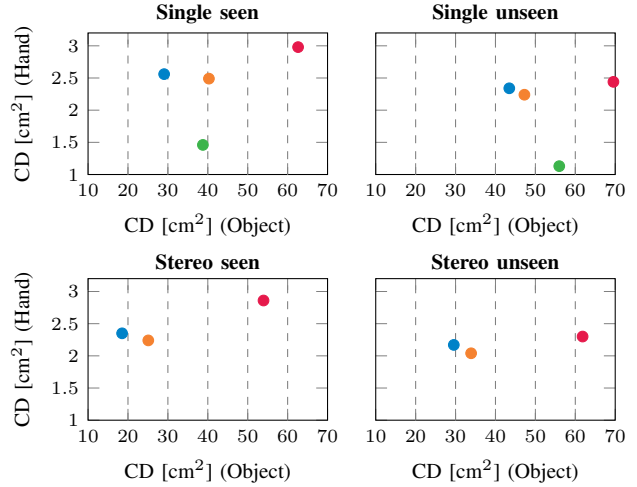 Single seen
Single unseen
CD [cm²] (Hand)
3
2.5
2
1.5
1
10 20 30 40 50 60 70
CD [cm²] (Object)
10 20 30 40 50 60 70
CD [cm²] (Object)
Stereo seen
Stereo unseen
CD [cm²] (Hand)
3
2.5
2
1.5
1
10 20 30 40 50 60 70
CD [cm²] (Object)
10 20 30 40 50 60 70
CD [cm²] (Object)